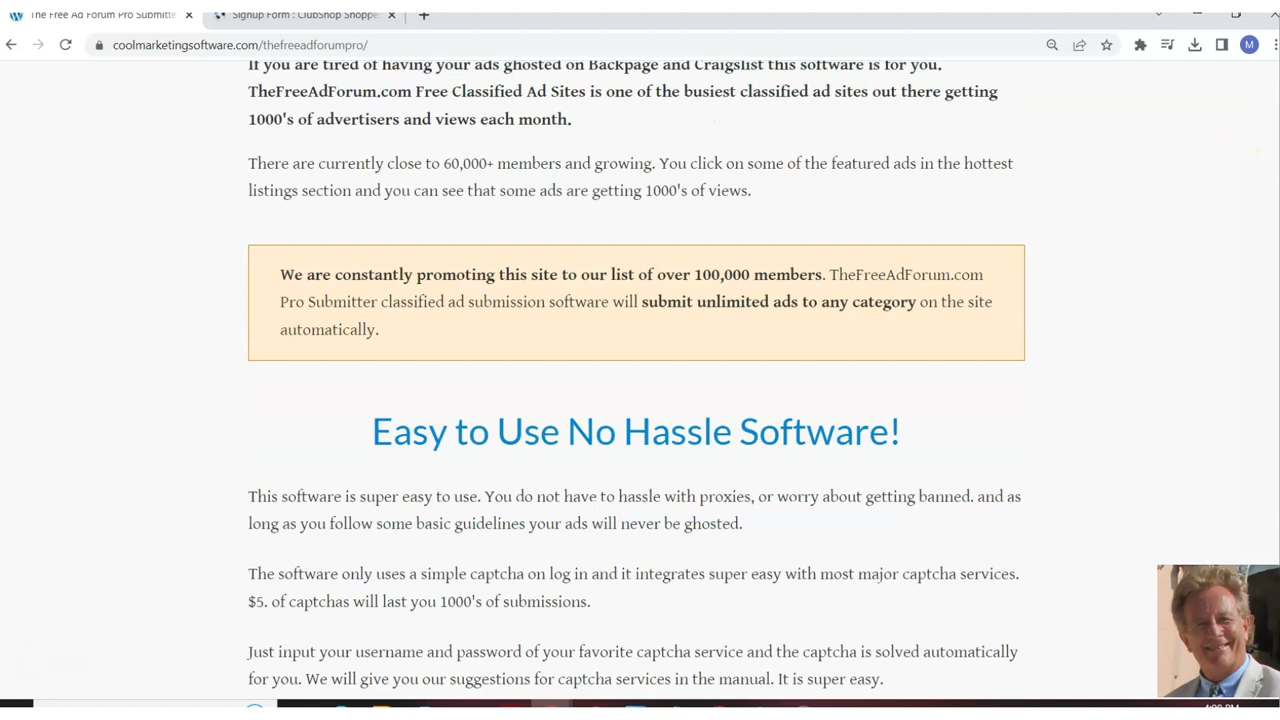 The Free Ad Forum Pro Submitte
Signup Form : ClubShop Shoppe
coolmarketingsoftware.com/thefreeadforumpro/
M
If you are tired of having your ads ghosted on Backpage and Craigslist this software is for you.
TheFreeAdForum.com Free Classified Ad Sites is one of the busiest classified ad sites out there getting
1000's of advertisers and views each month.
There are currently close to 60,000+ members and growing. You click on some of the featured ads in the hottest
listings section and you can see that some ads are getting 1000's of views.
We are constantly promoting this site to our list of over 100,000 members. TheFreeAdForum.com
Pro Submitter classified ad submission software will submit unlimited ads to any category on the site
automatically.
Easy to Use No Hassle Software!
This software is super easy to use. You do not have to hassle with proxies, or worry about getting banned. and as
long as you follow some basic guidelines your ads will never be ghosted.
The software only uses a simple captcha on log in and it integrates super easy with most major captcha services.
$5. of captchas will last you 1000's of submissions.
Just input your username and password of your favorite captcha service and the captcha is solved automatically
for you. We will give you our suggestions for captcha services in the manual. It is super easy.